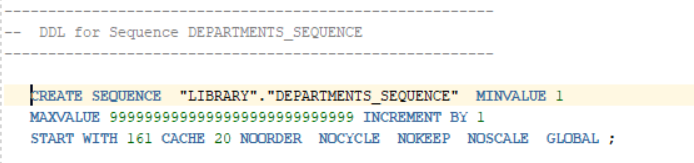 --------------------------------------------------------
--  DDL for Sequence DEPARTMENTS_SEQUENCE
--------------------------------------------------------
CREATE SEQUENCE  "LIBRARY"."DEPARTMENTS_SEQUENCE"  MINVALUE 1
MAXVALUE 9999999999999999999999999999 INCREMENT BY 1
START WITH 161 CACHE 20 NOORDER  NOCYCLE  NOKEEP  NOSCALE  GLOBAL ;